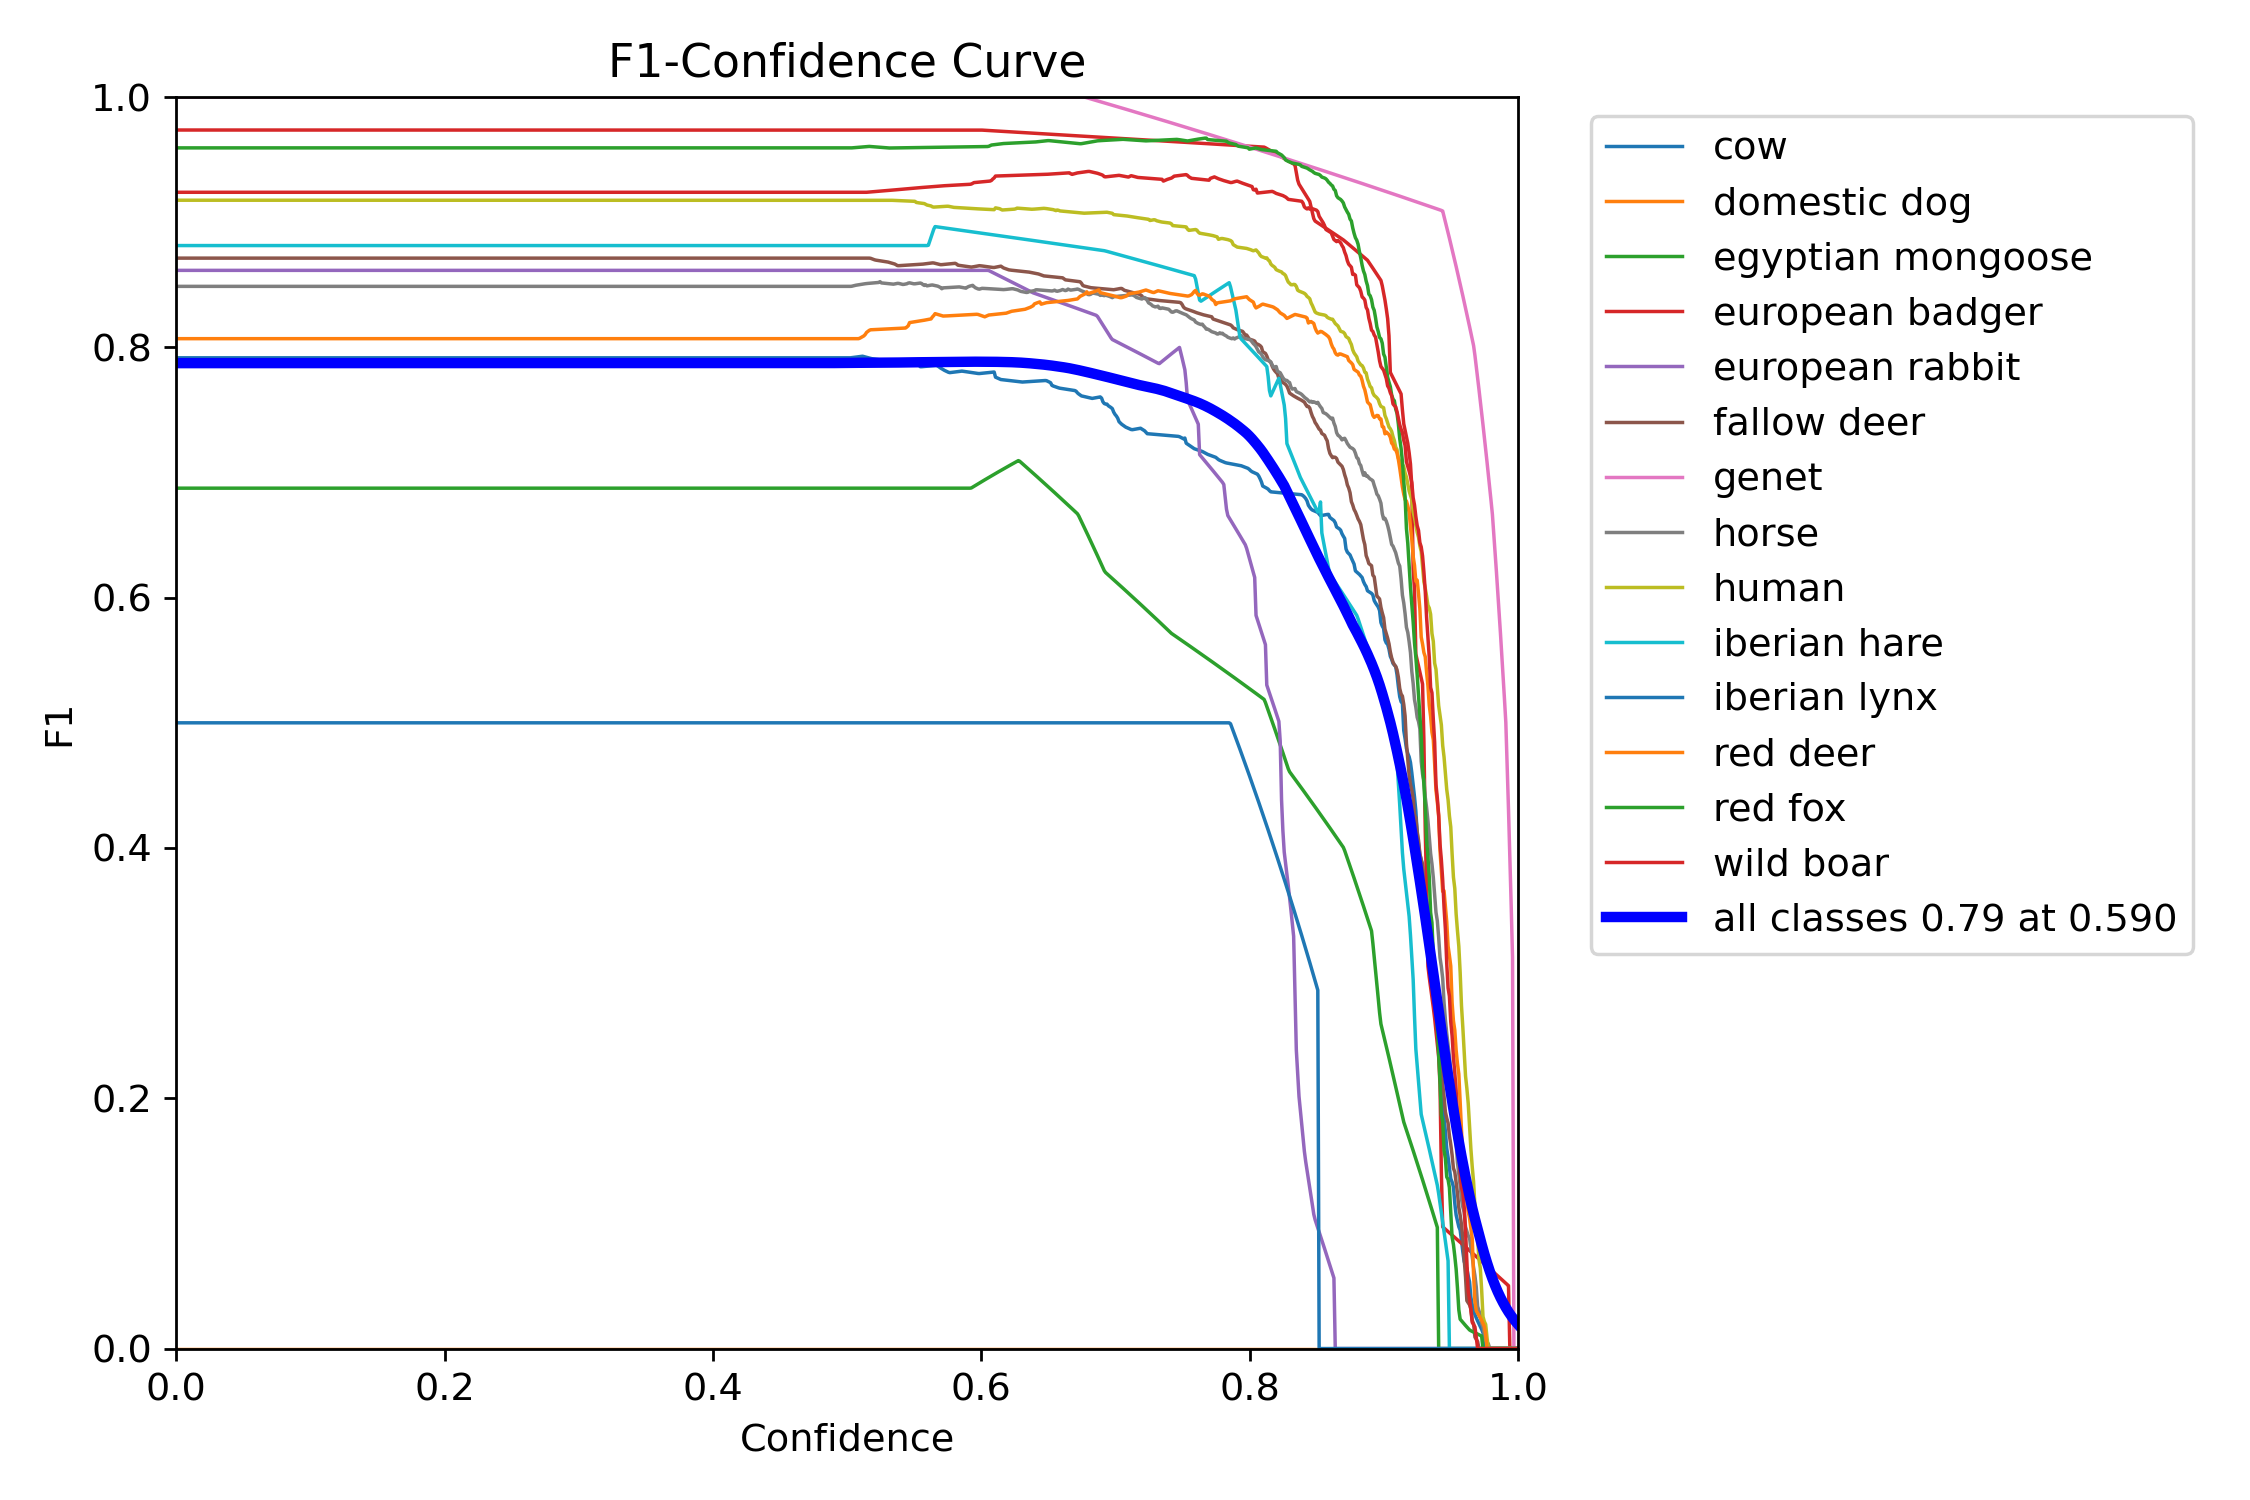 F1-Confidence Curve
1.0
0.8
0.6
0.4
0.2
0.0
F1
0.0 0.2 0.4 0.6 0.8 1.0
Confidence
cow
domestic dog
egyptian mongoose
european badger
european rabbit
fallow deer
genet
horse
human
iberian hare
iberian lynx
red deer
red fox
wild boar
all classes 0.79 at 0.590